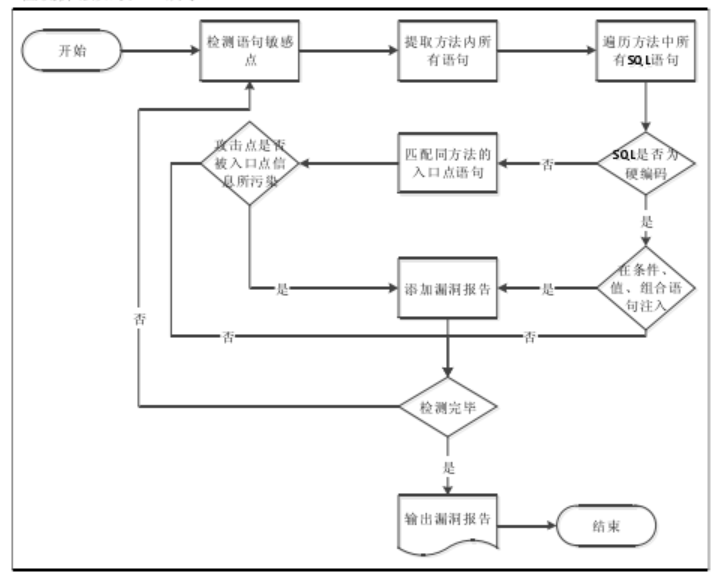 开始
检测语句敏感
点
提取方法内所
有语句
遍历方法中所
有SQL语句
SQL是否为
硬编码
否
匹配同方法的
入口点语句
攻击点是否
被入口点信
息所污染
是
在条件、
值、组合语
句注入
是
添加漏洞报告
是
否
否
否
检测完毕
是
输出漏洞报告
结束